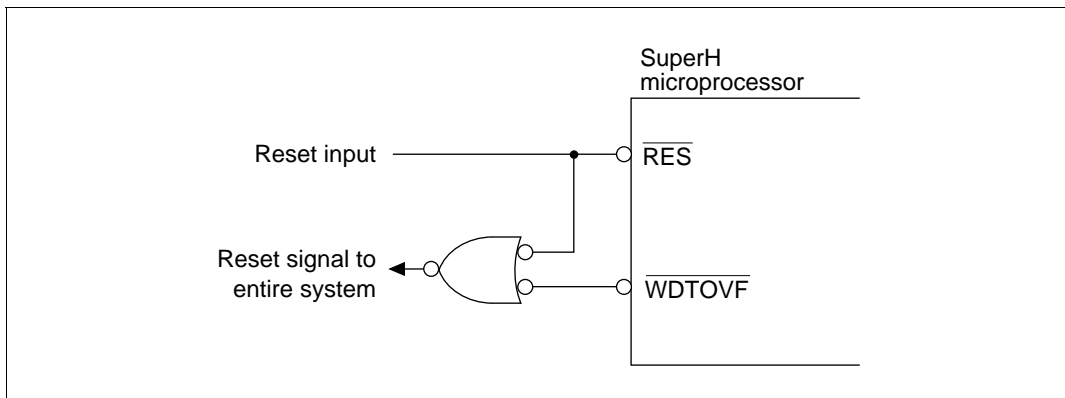 SuperH
microprocessor
Reset input
RES
Reset signal to
entire system
WDTOVF